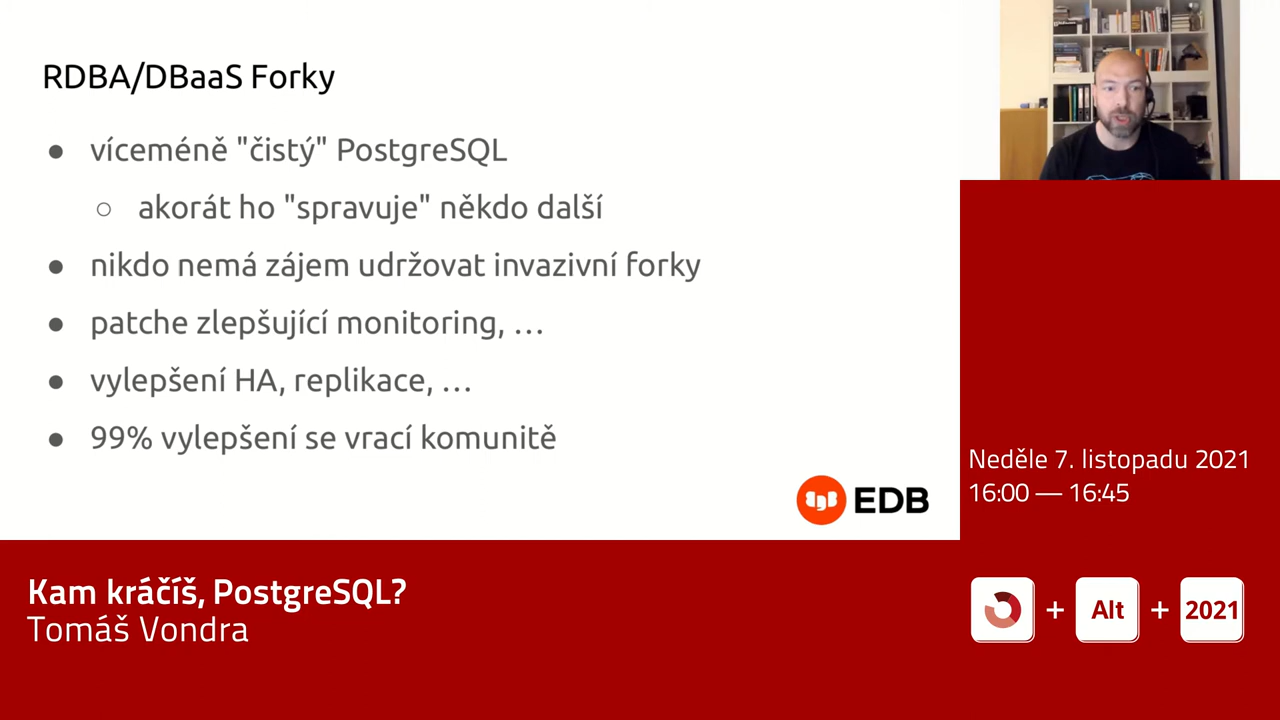 RDBA/DBaaS Forky
● víceméně "čistý" PostgreSQL
○ akorát ho "spravuje" někdo další
● nikdo nemá zájem udržovat invazivní forky
● patche zlepšující monitoring, …
● vylepšení HA, replikace, …
● 99% vylepšení se vrací komunitě
EDB
Neděle 7. listopadu 2021
16:00 — 16:45
Kam kráčíš, PostgreSQL?
Tomáš Vondra
+ Alt + 2021